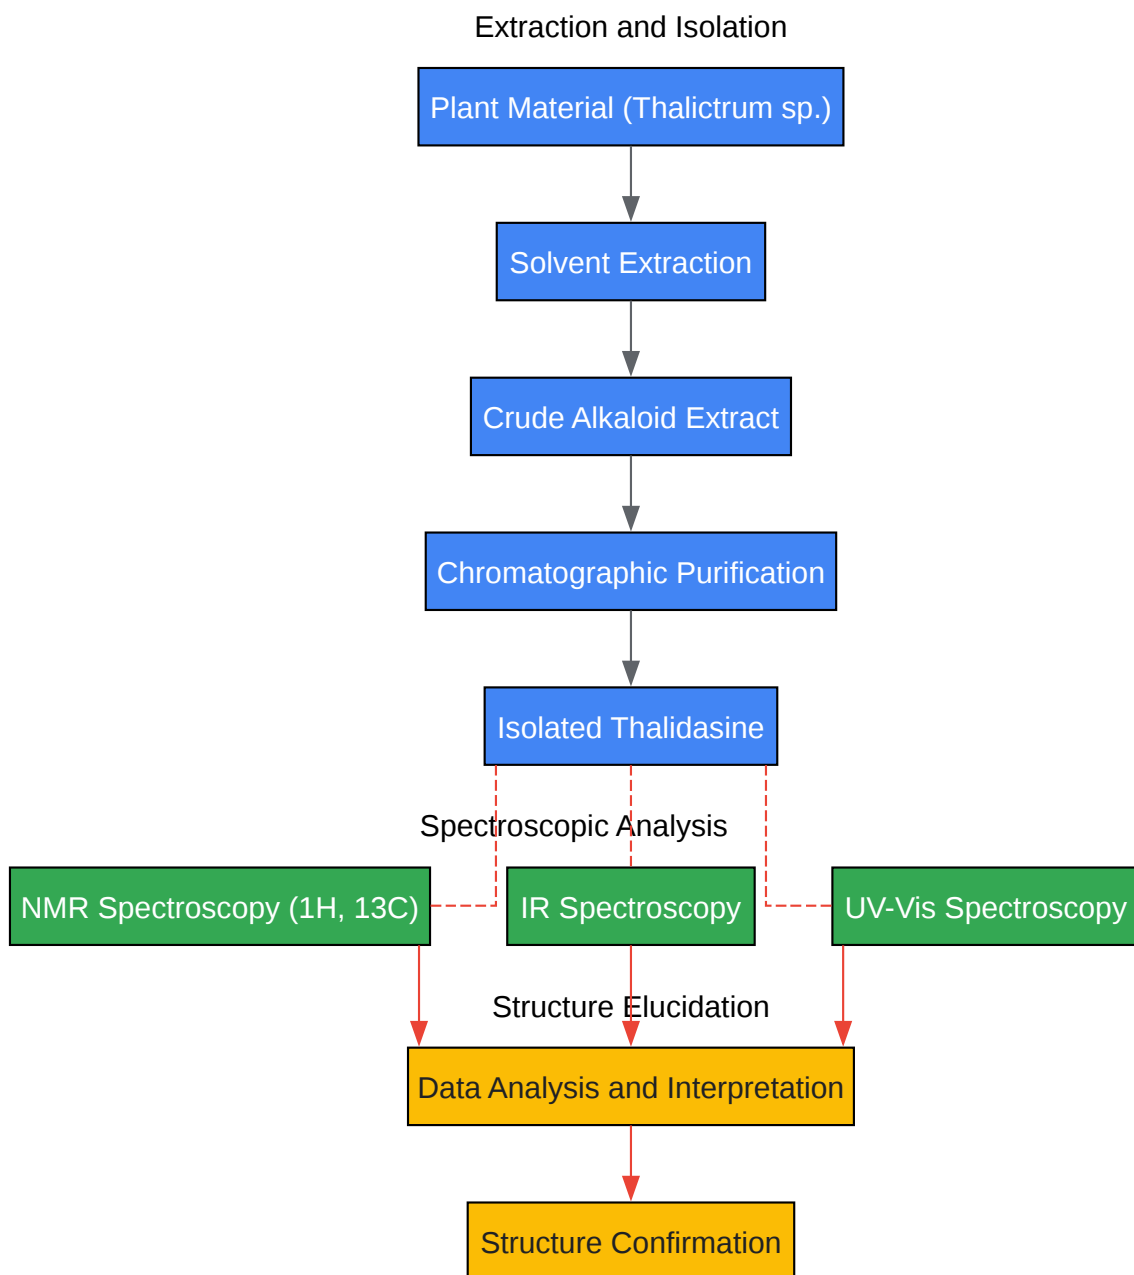 Extraction and Isolation
Plant Material (Thalictrum sp.)
Solvent Extraction
Crude Alkaloid Extract
Chromatographic Purification
Isolated Thalidasine
Spectroscopic Analysis
NMR Spectroscopy (1H, 13C)
IR Spectroscopy
UV-Vis Spectroscopy
Structure Elucidation
Data Analysis and Interpretation
Structure Confirmation